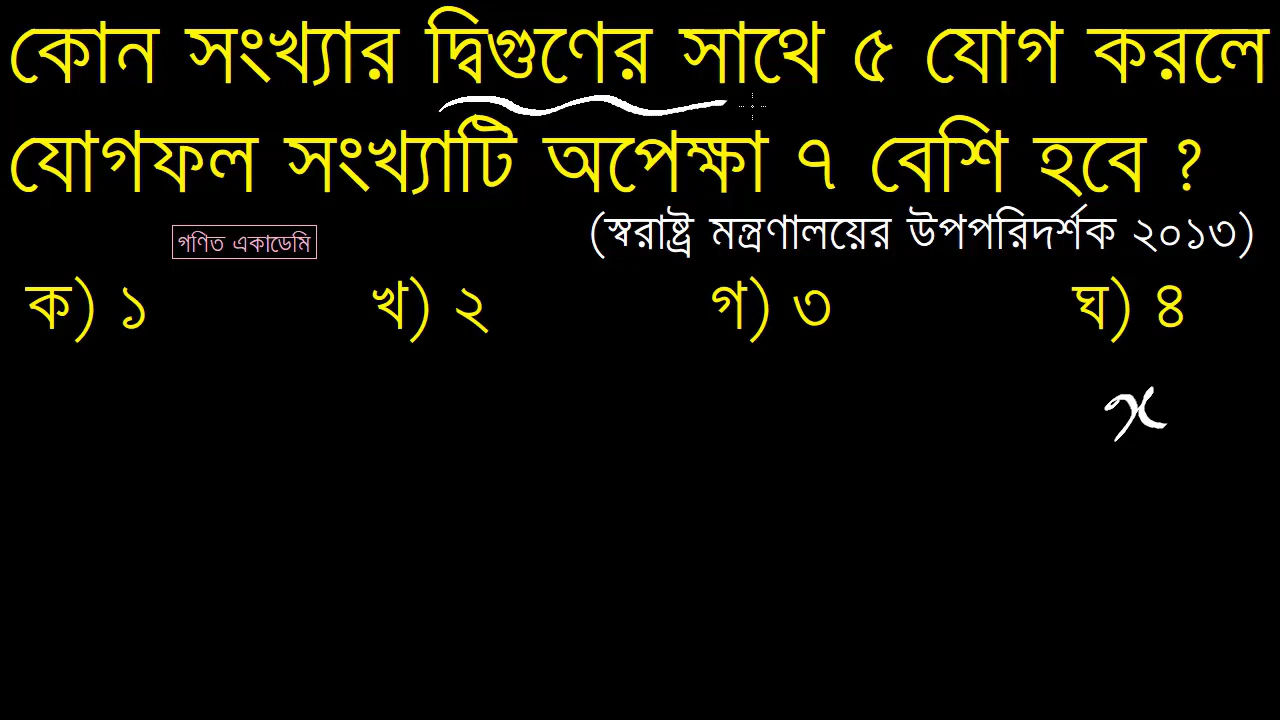 কোন সংখ্যার দ্বিগুণের সাথে ৫ যোগ করলে
যোগফল সংখ্যাটি অপেক্ষা ৭ বেশি হবে ?
(স্বরাষ্ট্র মন্ত্রণালয়ের উপপরিদর্শক ২০১৩)
গণিত একাডেমি
ক) ১ খ) ২ গ) ৩ ঘ) ৪
x